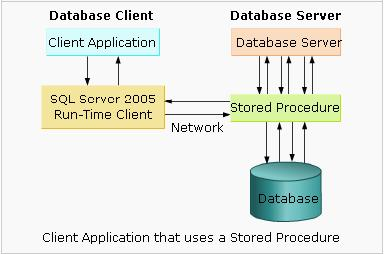 Database Client
Database Server
Client Application
Database Server
SQL Server 2005
Run-Time Client
Stored Procedure
Network
Database
Client Application that uses a Stored Procedure